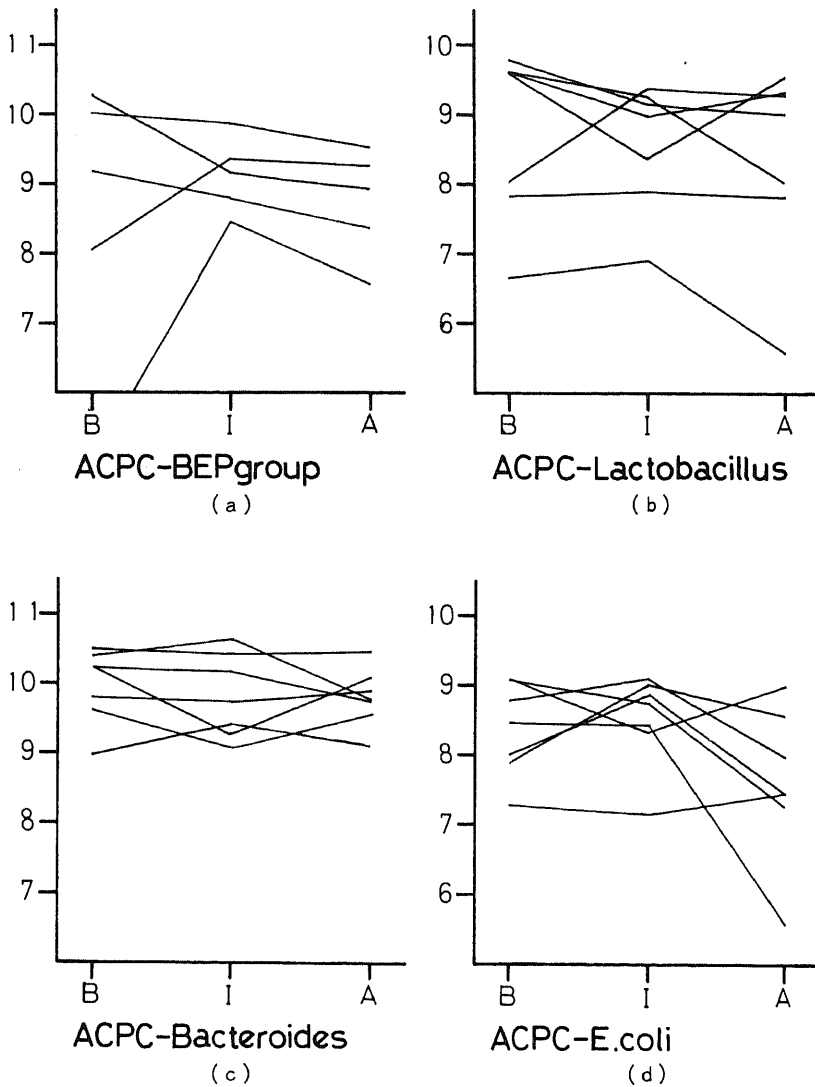 11
10
9
8
7
B I A
ACPC-BEPgroup
(a)
10
9
8
7
6
B I A
ACPC-Lactobacillus
(b)
11
10
9
8
7
B I A
ACPC-Bacteroides
(c)
10
9
8
7
6
B I A
ACPC-E.coli
(d)